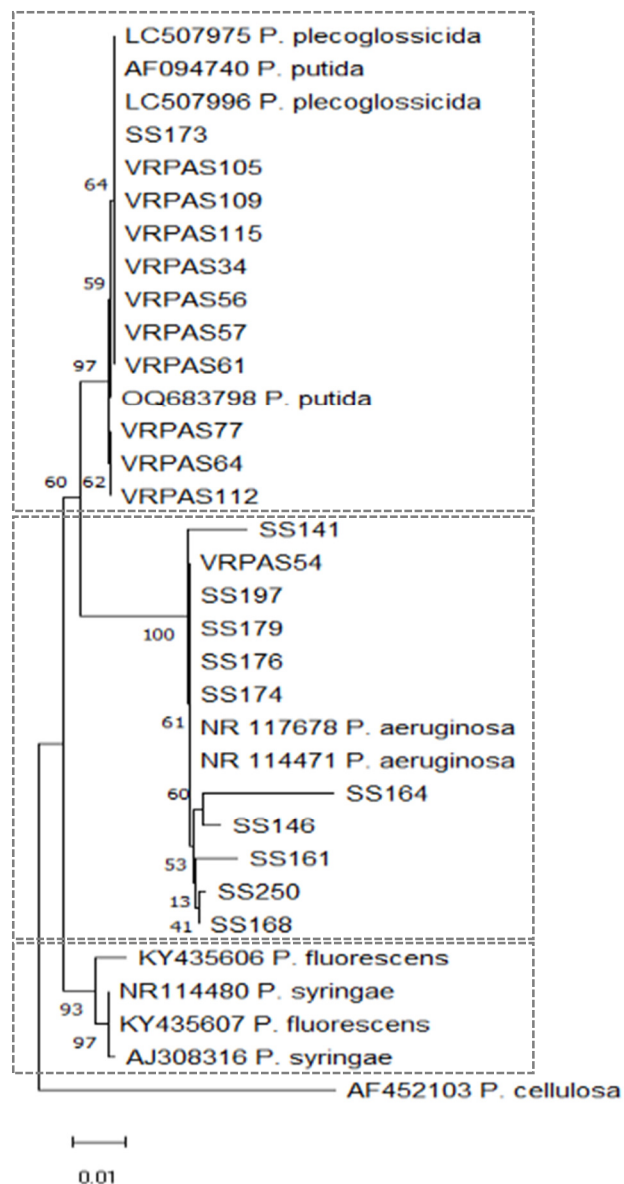 LC507975 P. plecoglossicida
AF094740 P. putida
LC507996 P. plecoglossicida
SS173
VRPAS105
64
VRPAS109
VRPAS115
VRPAS34
59
VRPAS56
VRPAS57
97
VRPAS61
OQ683798 P. putida
VRPAS77
VRPAS64
60
62
VRPAS112
SS141
VRPAS54
SS197
SS179
100
SS176
SS174
61
NR 117678 P. aeruginosa
NR 114471 P. aeruginosa
60
SS164
SS146
53
SS161
SS250
13
41
SS168
KY435606 P. fluorescens
NR114480 P. syringae
93
KY435607 P. fluorescens
97
AJ308316 P. syringae
AF452103 P. cellulosa
0.01